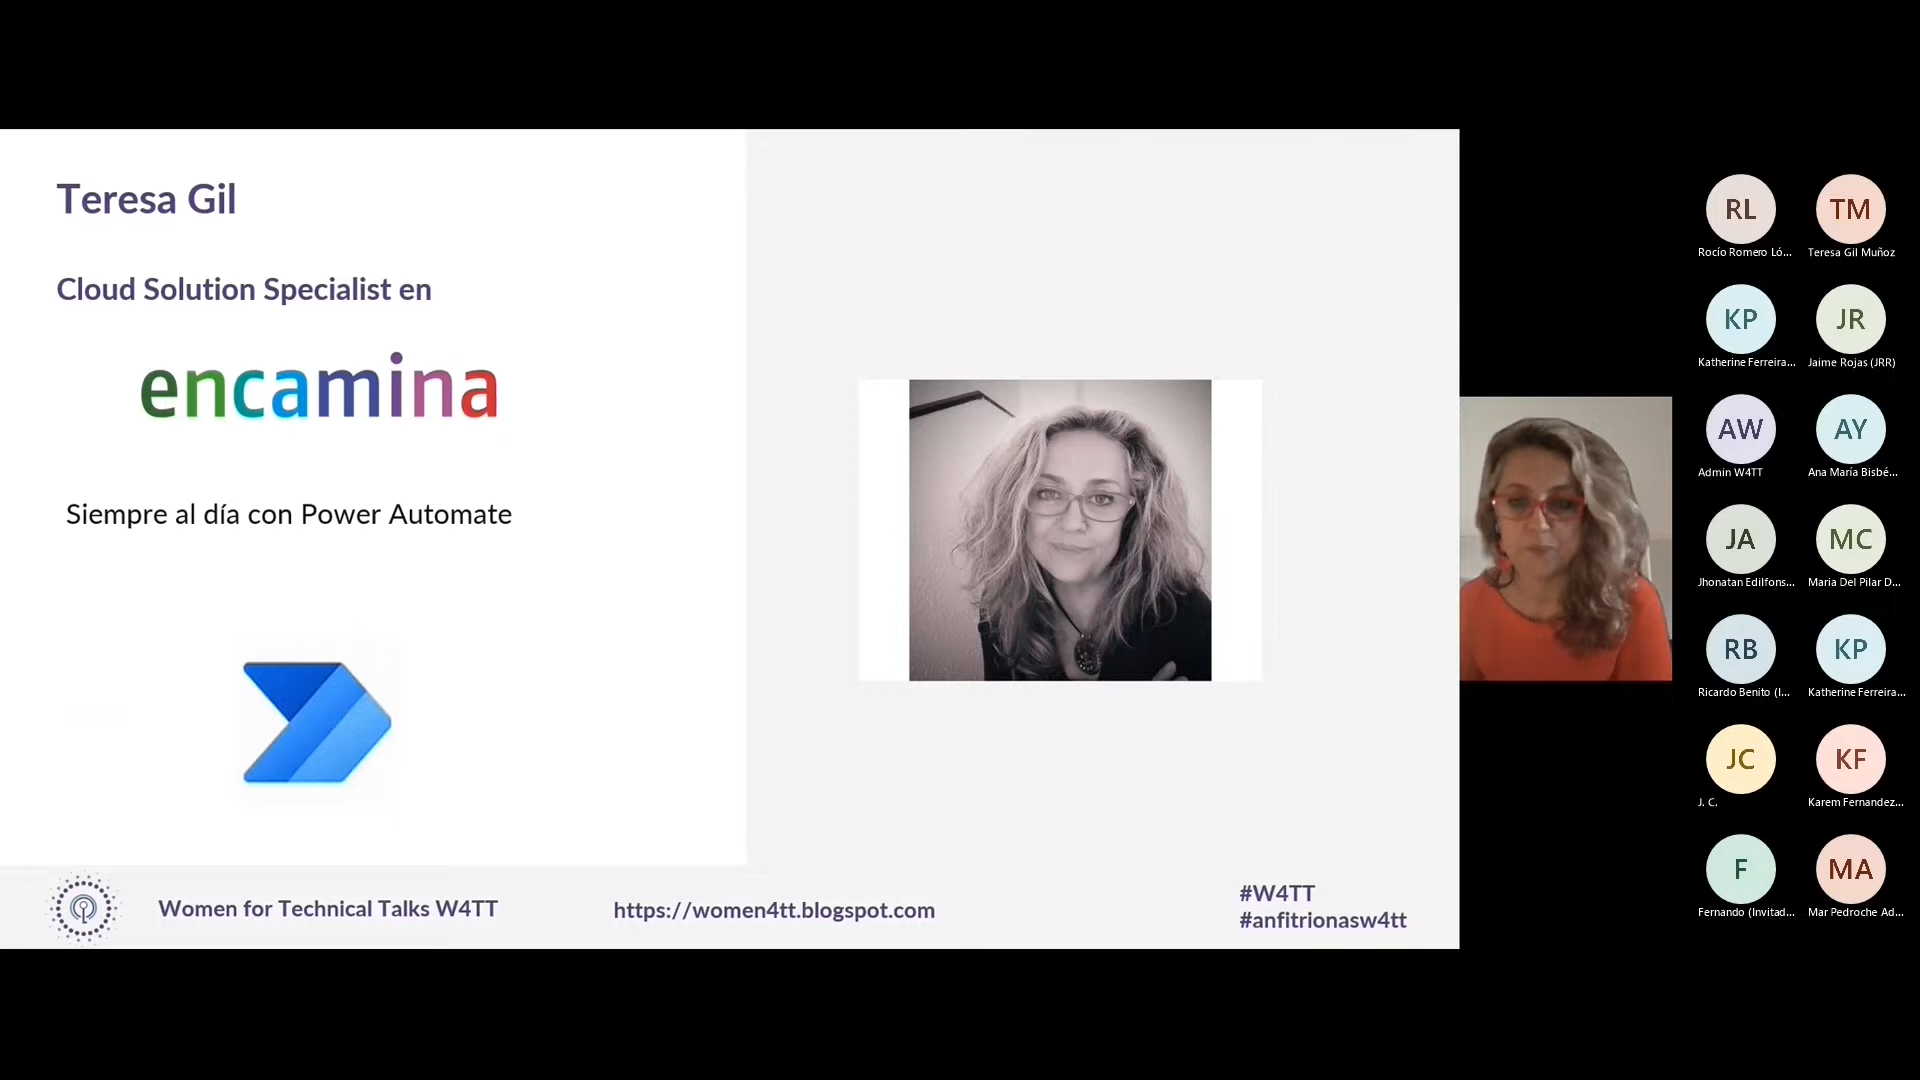 Teresa Gil
Cloud Solution Specialist en
encamina
Siempre al día con Power Automate
Women for Technical Talks W4TT
https://women4tt.blogspot.com
#W4TT
#anfitrionasw4tt
RL
TM
Rocío Romero Ló...
Teresa Gil Muñoz
KP
JR
Katherine Ferreira...
Jaime Rojas (JRR)
AW
AY
Admin W4TT
Ana María Bisbé...
JA
MC
Jhonatan Edilfons...
Maria Del Pilar D...
RB
KP
Ricardo Benito (I...
Katherine Ferreira...
JC
KF
J. C.
Karem Fernandez...
F
MA
Fernando (Invitad...
Mar Pedroche Ad...